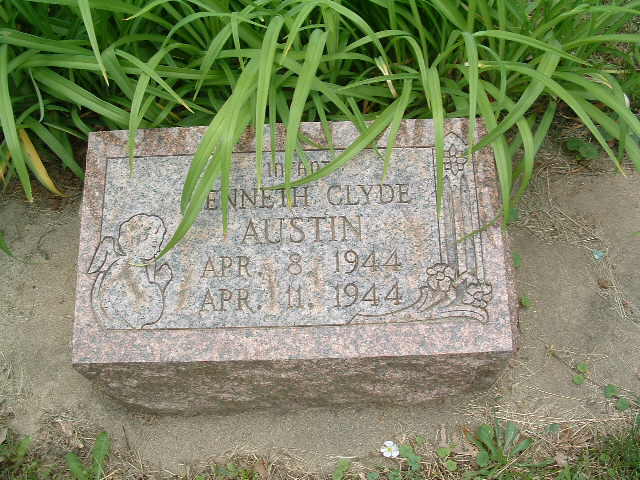 ENNETH CLYDE
AUSTIN
APR. 8, 1944
APR. 11, 1944